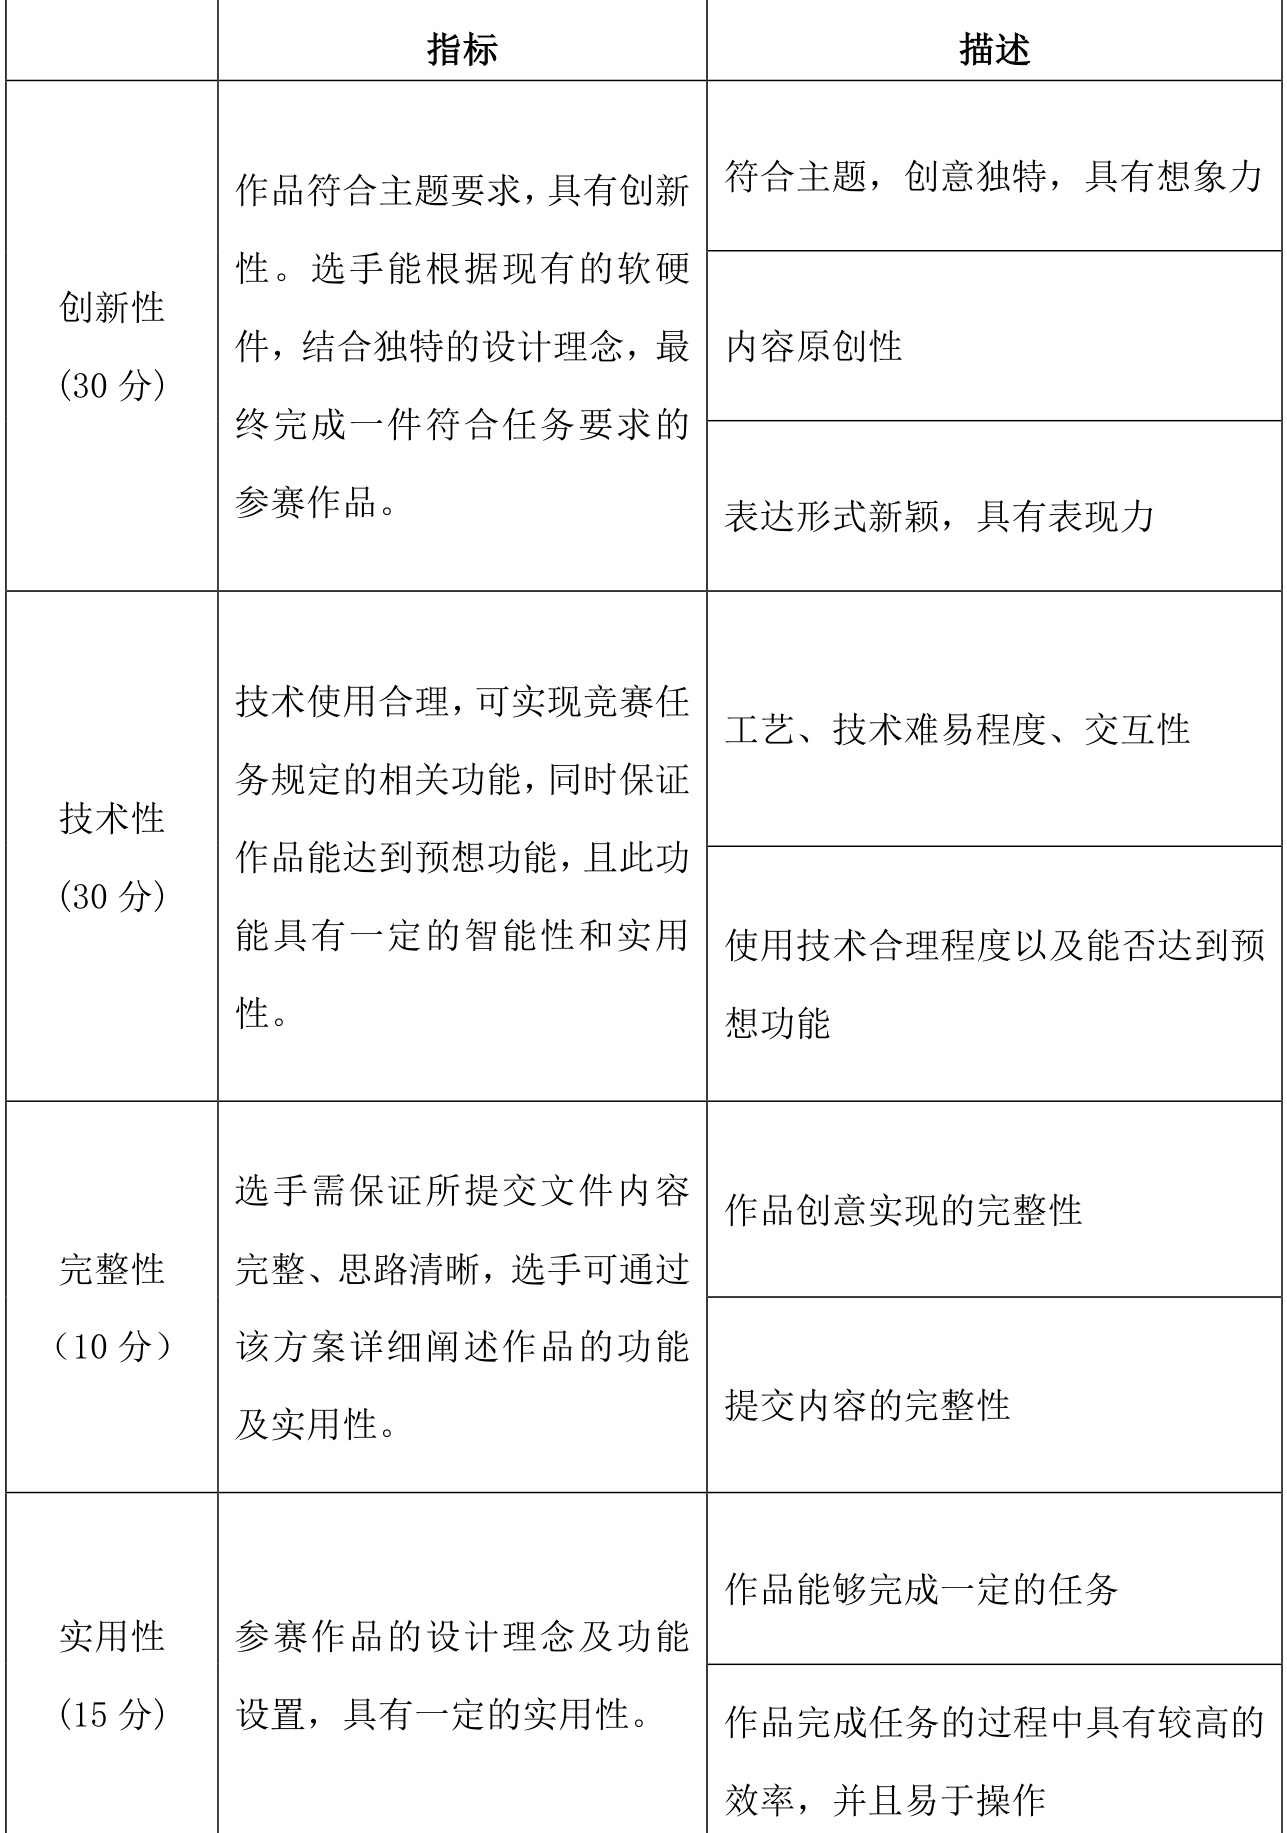 指标
描述
创新性
(30 分)
作品符合主题要求，具有创新
性。选手能根据现有的软硬
件，结合独特的设计理念，最
终完成一件符合任务要求的
参赛作品。
符合主题，创意独特，具有想象力
内容原创性
表达形式新颖，具有表现力
技术性
(30 分)
技术使用合理，可实现竞赛任
务规定的相关功能，同时保证
作品能达到预想功能，且此功
能具有一定的智能性和实用
性。
工艺、技术难易程度、交互性
使用技术合理程度以及能否达到预
想功能
完整性
（10 分）
选手需保证所提交文件内容
完整、思路清晰，选手可通过
该方案详细阐述作品的功能
及实用性。
作品创意实现的完整性
提交内容的完整性
实用性
(15 分)
参赛作品的设计理念及功能
设置，具有一定的实用性。
作品能够完成一定的任务
作品完成任务的过程中具有较高的
效率，并且易于操作